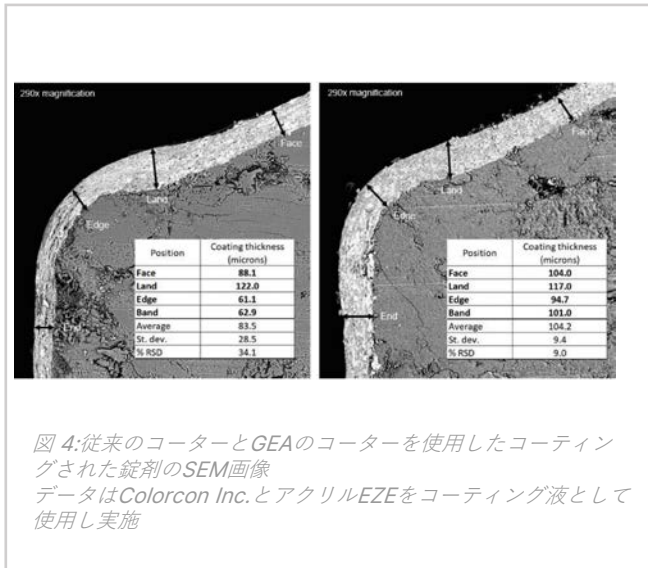 290x magnification
Face
Land
Edge
Position Coating thickness (microns)
Face 88.1
Land 122.0
Edge 61.1
Band 62.9
Average 83.5
St. dev. 28.5
% RSD 34.1
290x magnification
Face
Land
Edge
End
Position Coating thickness (microns)
Face 104.0
Land 117.0
Edge 94.7
Band 101.0
Average 104.2
St. dev. 9.4
% RSD 9.0
図 4:従来のコーターとGEAのコーターを使用したコーティン
グされた錠剤のSEM画像
データはColorcon Inc.とアクリルEZEをコーティング液として
使用し実施